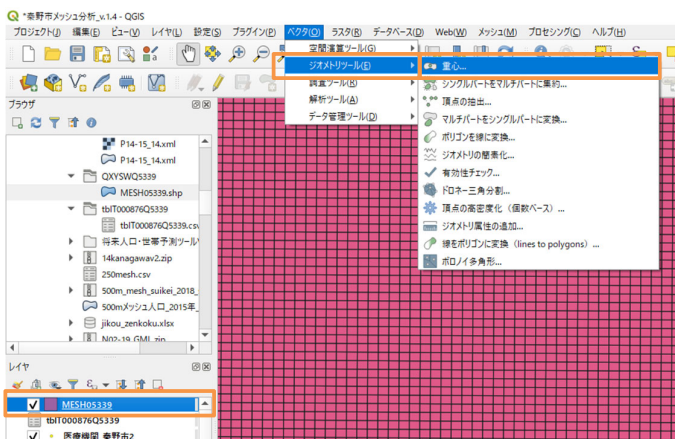 *秦野市メッシュ分析_v.1.4 - QGIS
プロジェクト(J) 編集(E) ビュー(V) レイヤ(L) 設定(S) プラグイン(P) ベクタ(O) ラスタ(R) データベース(D) Web(W) メッシュ(M) プロセシング(C) ヘルプ(H)
空間演算ツール(G)
ジオメトリツール(E)
調査ツール(R)
解析ツール(A)
データ管理ツール(D)
重心...
シングルパートをマルチパートに集約...
頂点の抽出...
マルチパートをシングルパートに変換...
ポリゴンを線に変換...
ジオメトリの簡素化...
有効性チェック...
ドロネー三角分割...
頂点の高密度化（個数ベース）...
ジオメトリ属性の追加...
線をポリゴンに変換（lines to polygons）...
ボロノイ多角形...
ブラウザ
P14-15_14.xml
P14-15_14.xml
QXYSWQ5339
MESH05339.shp
tblT000876Q5339
tblT000876Q5339.csv
将来人口・世帯予測ツール
14kanagawav2.zip
250mesh.csv
500m_mesh_suikei_2018_
500mメッシュ人口_2015年_
jikou_zenkoku.xlsx
N02-19_GML.zip
レイヤ
MESH05339
tblT000876Q5339
医療機関 秦野市2